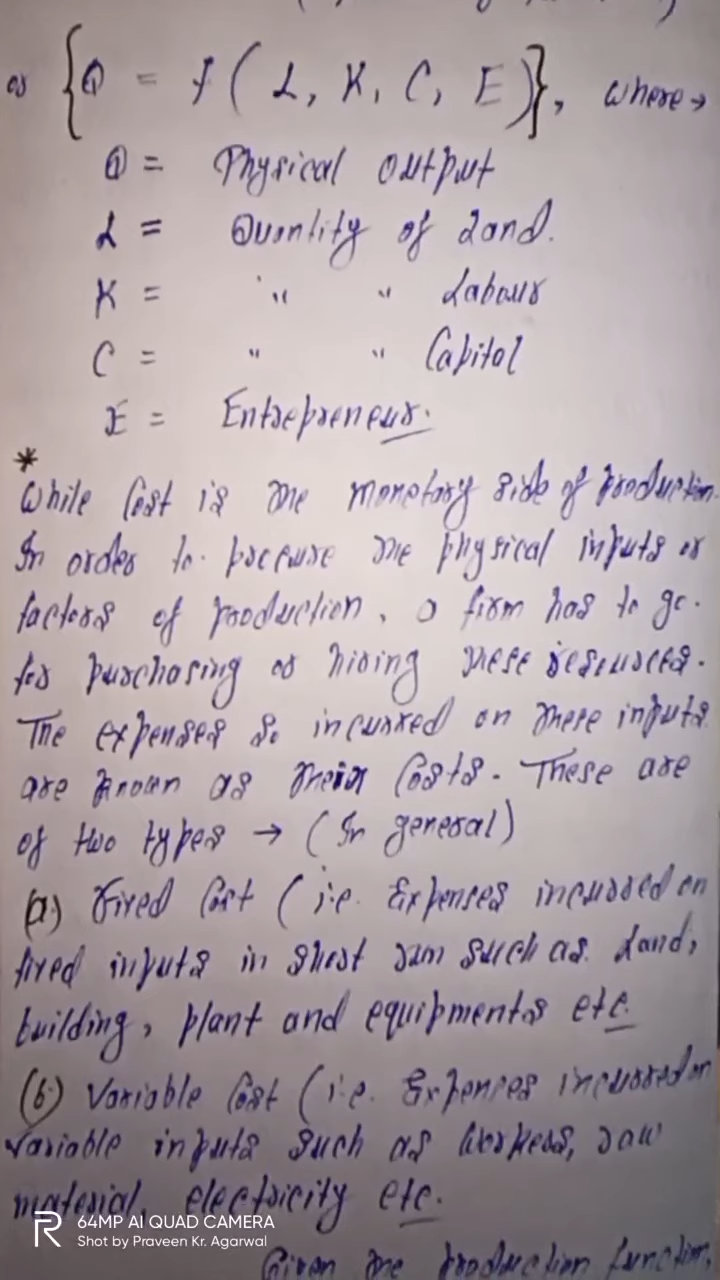 or {Q = f ( L, K, C, E )}, where →
Q = Physical output
L = Quantity of Land.
K = " " Labour
C = " " Capital
E = Entrepreneur.
*
While Cost is the monetary side of production.
In order to procure the physical inputs or
factors of production, a firm has to go
for purchasing or hiring these resources.
The expenses so incurred on these inputs
are known as their Costs. These are
of two types → (In general)
(a) Fixed Cost ( i.e. Expenses incurred on
fixed inputs in short run such as Land,
building, plant and equipments etc.
(b) Variable Cost ( i.e. Expenses incurred on
variable inputs such as workers, raw
material, electricity etc.
64MP AI QUAD CAMERA
Shot by Praveen Kr. Agarwal
Given the production function,